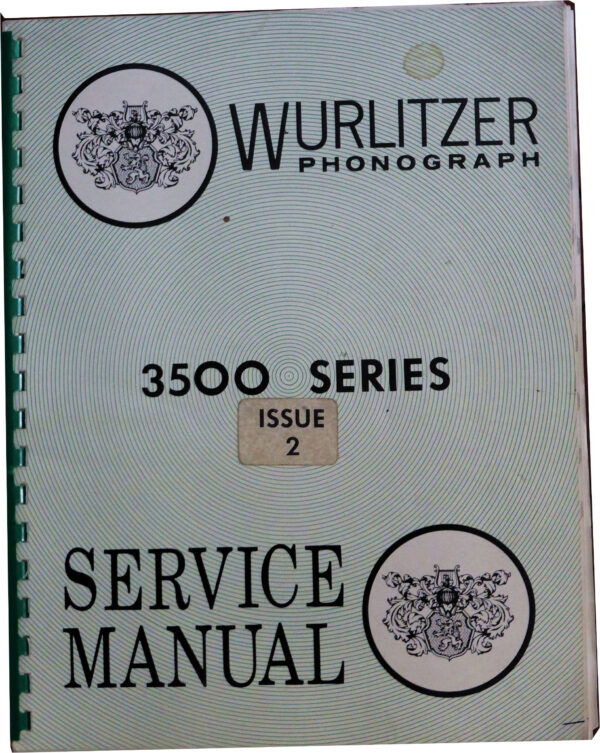 WURLITZER
PHONOGRAPH
3500 SERIES
ISSUE
2
SERVICE
MANUAL